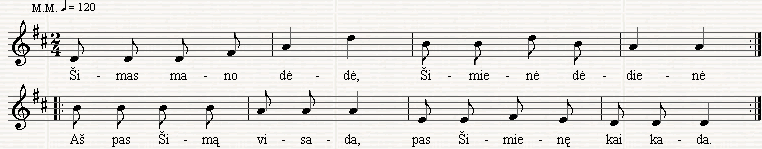 M.M. ♩= 120
Ši - mas ma - no dė - dė, Ši - mie - nė dė - die - nė
Aš pas Ši - mą vi - sa - da, pas Ši - mie - nę kai ka - da.